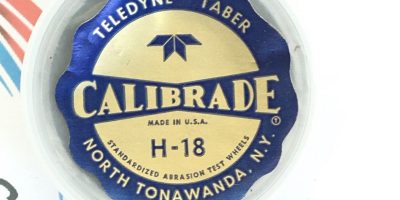 TELEDYNE TABER
CALIBRADE
MADE IN U.S.A.
H-18
STANDARDIZED ABRASION TEST WHEELS
NORTH TONAWANDA, N.Y.